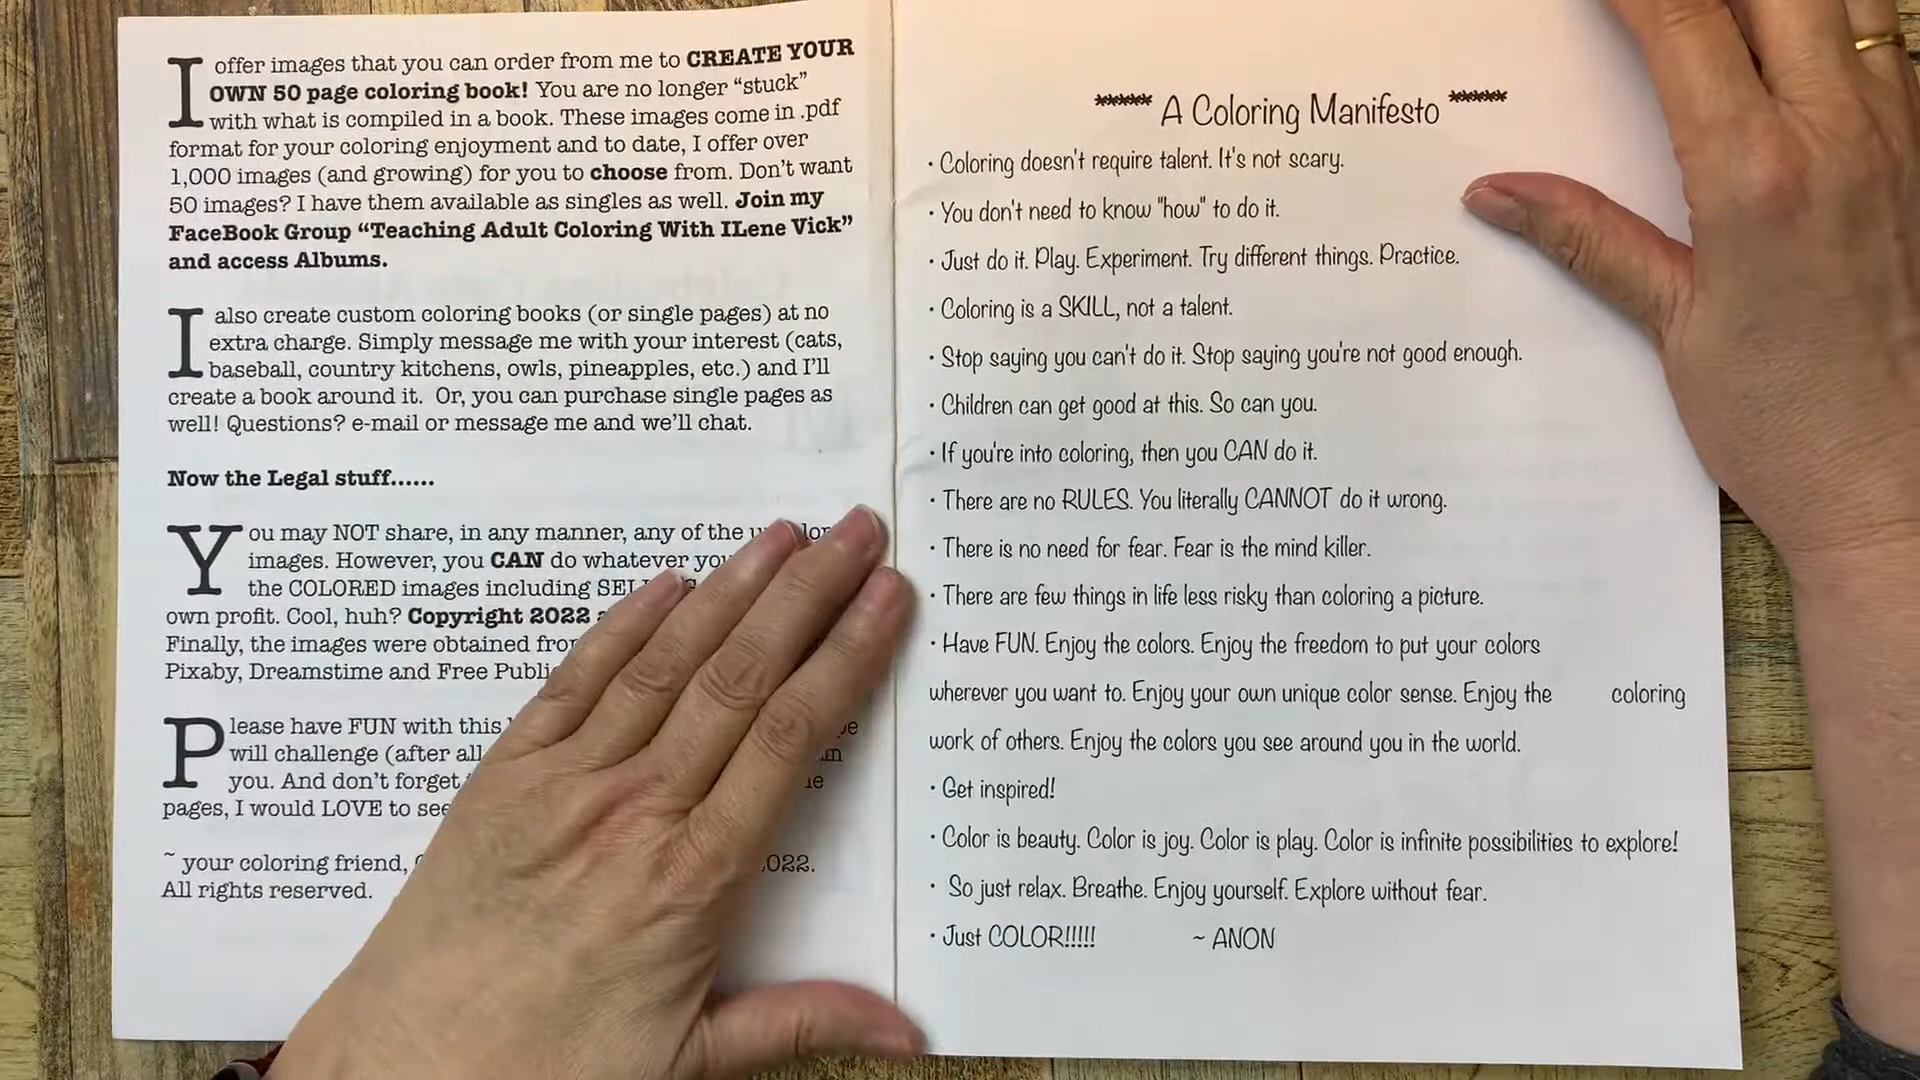 I offer images that you can order from me to CREATE YOUR
OWN 50 page coloring book! You are no longer “stuck”
with what is compiled in a book. These images come in .pdf
format for your coloring enjoyment and to date, I offer over
1,000 images (and growing) for you to choose from. Don’t want
50 images? I have them available as singles as well. Join my
FaceBook Group “Teaching Adult Coloring With ILene Vick”
and access Albums.
I also create custom coloring books (or single pages) at no
extra charge. Simply message me with your interest (cats,
baseball, country kitchens, owls, pineapples, etc.) and I’ll
create a book around it. Or, you can purchase single pages as
well! Questions? e-mail or message me and we’ll chat.
Now the Legal stuff......
You may NOT share, in any manner, any of the
images. However, you CAN do whatever
the COLORED images including
own profit. Cool, huh? Copyright 2022
Finally, the images were obtained
Pixaby, Dreamstime and Free
Please have FUN with this
will challenge (after all
you. And don’t forget
pages, I would LOVE to see
~ your coloring friend, 2022.
All rights reserved.
***** A Coloring Manifesto *****
• Coloring doesn't require talent. It's not scary.
• You don't need to know "how" to do it.
• Just do it. Play. Experiment. Try different things. Practice.
• Coloring is a SKILL, not a talent.
• Stop saying you can't do it. Stop saying you're not good enough.
• Children can get good at this. So can you.
• If you're into coloring, then you CAN do it.
• There are no RULES. You literally CANNOT do it wrong.
• There is no need for fear. Fear is the mind killer.
• There are few things in life less risky than coloring a picture.
• Have FUN. Enjoy the colors. Enjoy the freedom to put your colors
wherever you want to. Enjoy your own unique color sense. Enjoy the coloring
work of others. Enjoy the colors you see around you in the world.
• Get inspired!
• Color is beauty. Color is joy. Color is play. Color is infinite possibilities to explore!
• So just relax. Breathe. Enjoy yourself. Explore without fear.
• Just COLOR!!!!! ~ ANON